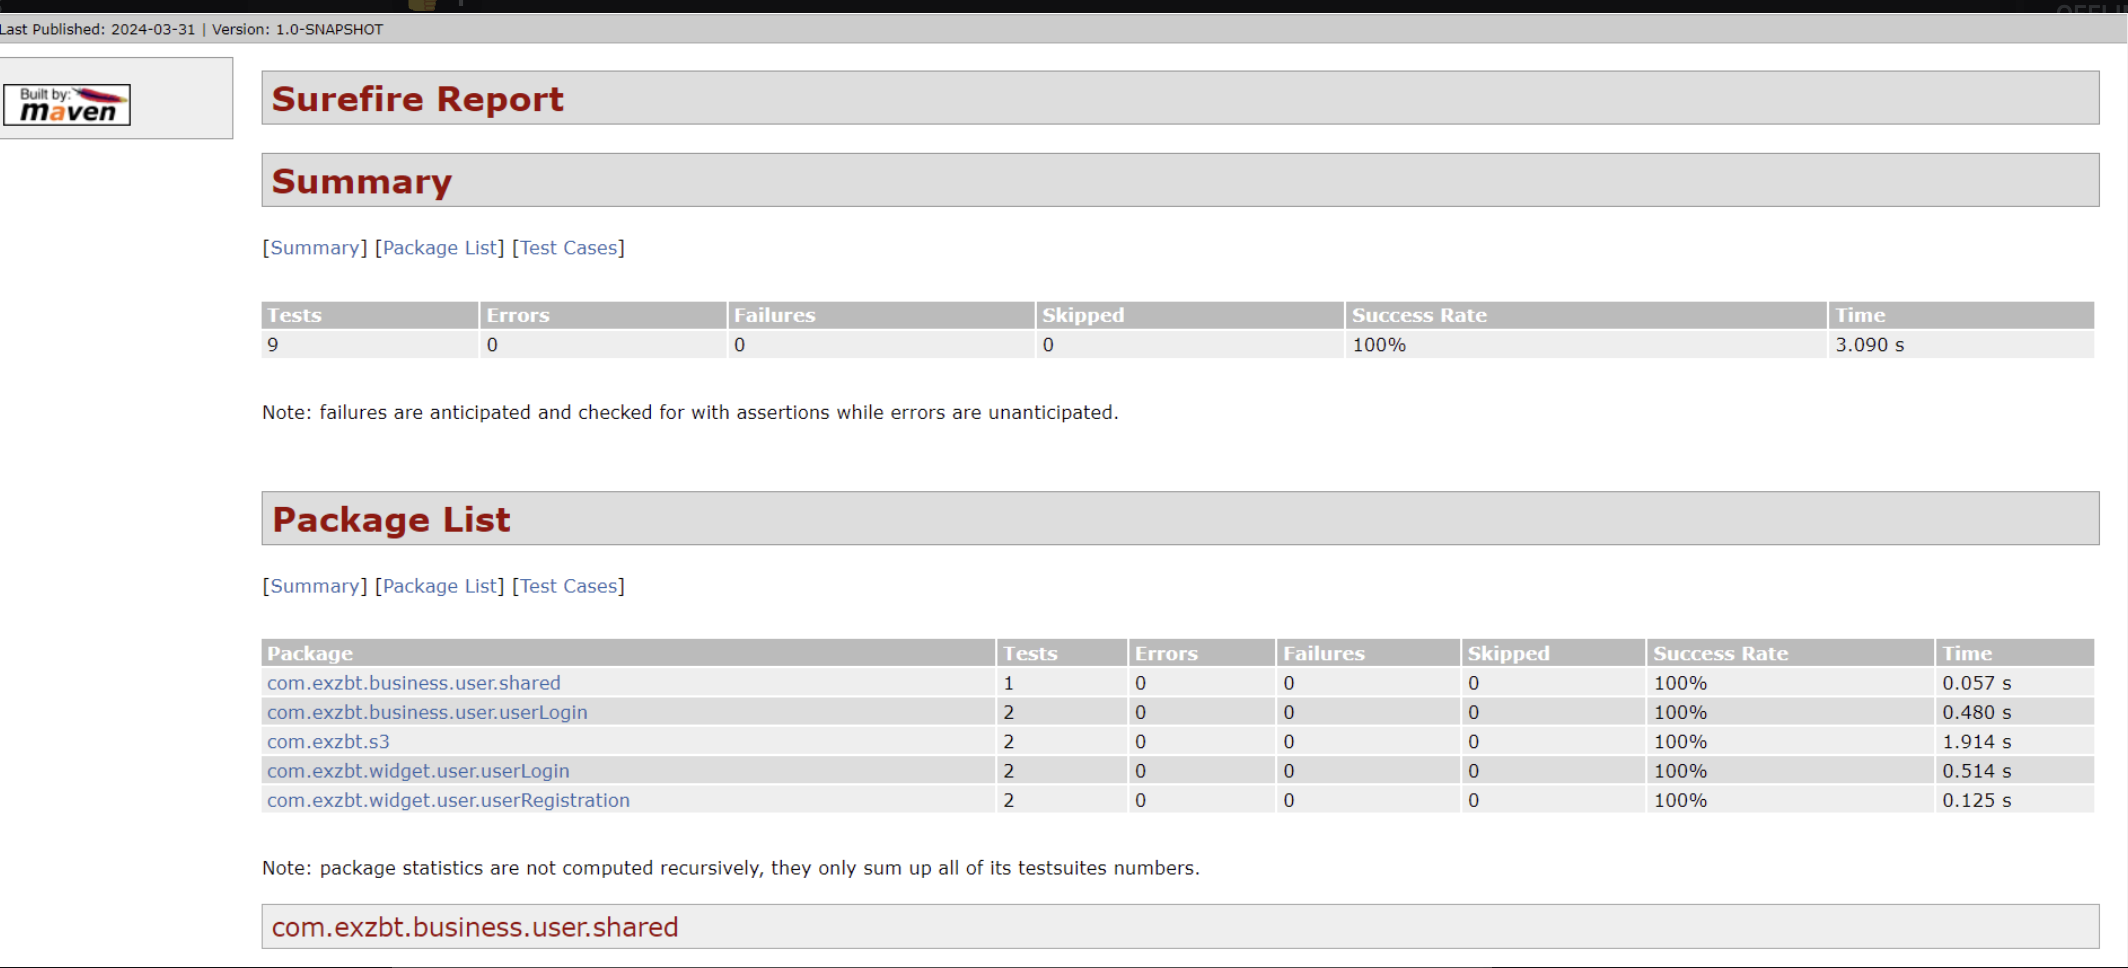 Last Published: 2024-03-31 | Version: 1.0-SNAPSHOT
Built by:
maven
Surefire Report
Summary
[Summary] [Package List] [Test Cases]
Tests Errors Failures Skipped Success Rate Time
9 0 0 0 100% 3.090 s
Note: failures are anticipated and checked for with assertions while errors are unanticipated.
Package List
[Summary] [Package List] [Test Cases]
Package Tests Errors Failures Skipped Success Rate Time
com.exzbt.business.user.shared 1 0 0 0 100% 0.057 s
com.exzbt.business.user.userLogin 2 0 0 0 100% 0.480 s
com.exzbt.s3 2 0 0 0 100% 1.914 s
com.exzbt.widget.user.userLogin 2 0 0 0 100% 0.514 s
com.exzbt.widget.user.userRegistration 2 0 0 0 100% 0.125 s
Note: package statistics are not computed recursively, they only sum up all of its testsuites numbers.
com.exzbt.business.user.shared